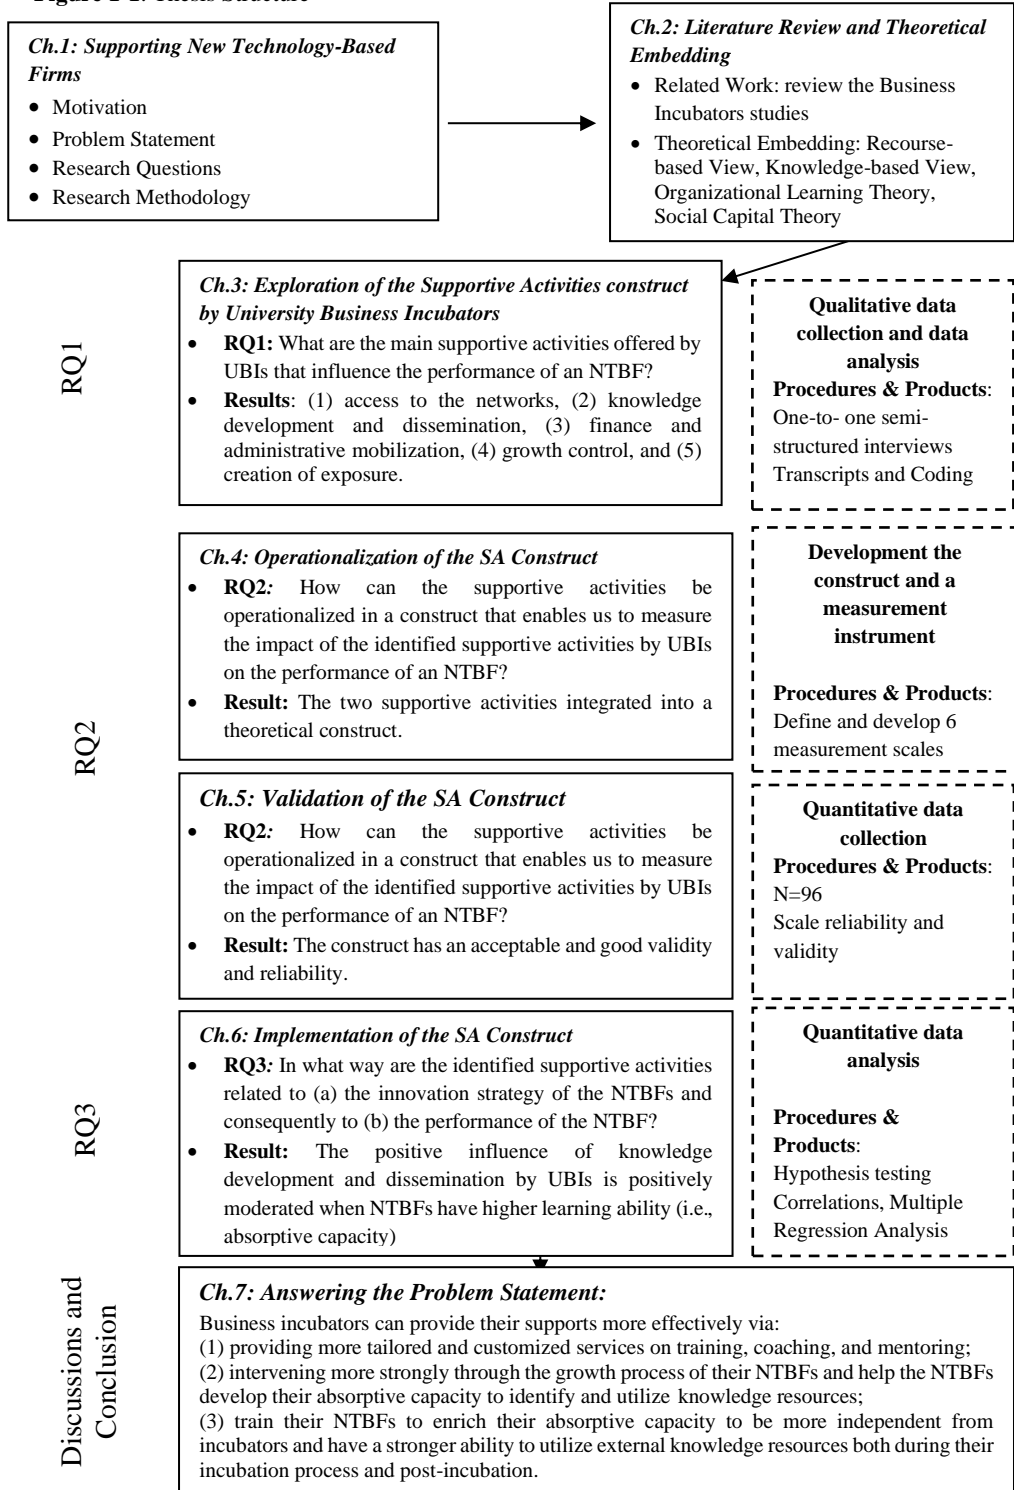 Figure 1-1: Thesis Structure
Ch.1: Supporting New Technology-Based
Firms
• Motivation
• Problem Statement
• Research Questions
• Research Methodology
Ch.2: Literature Review and Theoretical
Embedding
• Related Work: review the Business
Incubators studies
• Theoretical Embedding: Recourse-
based View, Knowledge-based View,
Organizational Learning Theory,
Social Capital Theory
RQ1
Ch.3: Exploration of the Supportive Activities construct
by University Business Incubators
• RQ1: What are the main supportive activities offered by
UBIs that influence the performance of an NTBF?
• Results: (1) access to the networks, (2) knowledge
development and dissemination, (3) finance and
administrative mobilization, (4) growth control, and (5)
creation of exposure.
Qualitative data
collection and data
analysis
Procedures & Products:
One-to- one semi-
structured interviews
Transcripts and Coding
RQ2
Ch.4: Operationalization of the SA Construct
• RQ2: How can the supportive activities be
operationalized in a construct that enables us to measure
the impact of the identified supportive activities by UBIs
on the performance of an NTBF?
• Result: The two supportive activities integrated into a
theoretical construct.
Development the
construct and a
measurement
instrument
Procedures & Products:
Define and develop 6
measurement scales
Ch.5: Validation of the SA Construct
• RQ2: How can the supportive activities be
operationalized in a construct that enables us to measure
the impact of the identified supportive activities by UBIs
on the performance of an NTBF?
• Result: The construct has an acceptable and good validity
and reliability.
Quantitative data
collection
Procedures & Products:
N=96
Scale reliability and
validity
RQ3
Ch.6: Implementation of the SA Construct
• RQ3: In what way are the identified supportive activities
related to (a) the innovation strategy of the NTBFs and
consequently to (b) the performance of the NTBF?
• Result: The positive influence of knowledge
development and dissemination by UBIs is positively
moderated when NTBFs have higher learning ability (i.e.,
absorptive capacity)
Quantitative data
analysis
Procedures &
Products:
Hypothesis testing
Correlations, Multiple
Regression Analysis
Discussions and
Conclusion
Ch.7: Answering the Problem Statement:
Business incubators can provide their supports more effectively via:
(1) providing more tailored and customized services on training, coaching, and mentoring;
(2) intervening more strongly through the growth process of their NTBFs and help the NTBFs
develop their absorptive capacity to identify and utilize knowledge resources;
(3) train their NTBFs to enrich their absorptive capacity to be more independent from
incubators and have a stronger ability to utilize external knowledge resources both during their
incubation process and post-incubation.